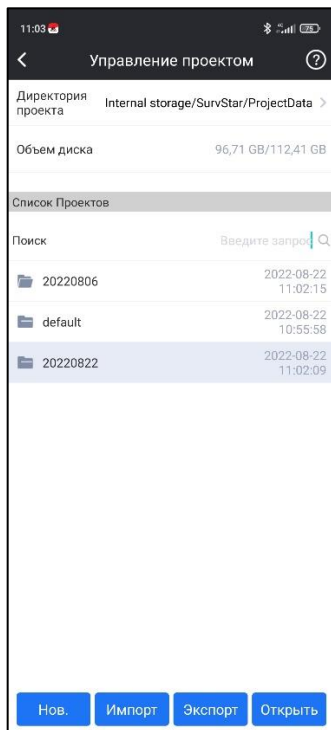 11:03
75
Управление проектом
Директория проекта
Internal storage/SurvStar/ProjectData
Объем диска
96,71 GB/112,41 GB
Список Проектов
Поиск
Введите запрос
20220806
2022-08-22
11:02:15
default
2022-08-22
10:55:58
20220822
2022-08-22
11:02:09
Нов.
Импорт
Экспорт
Открыть